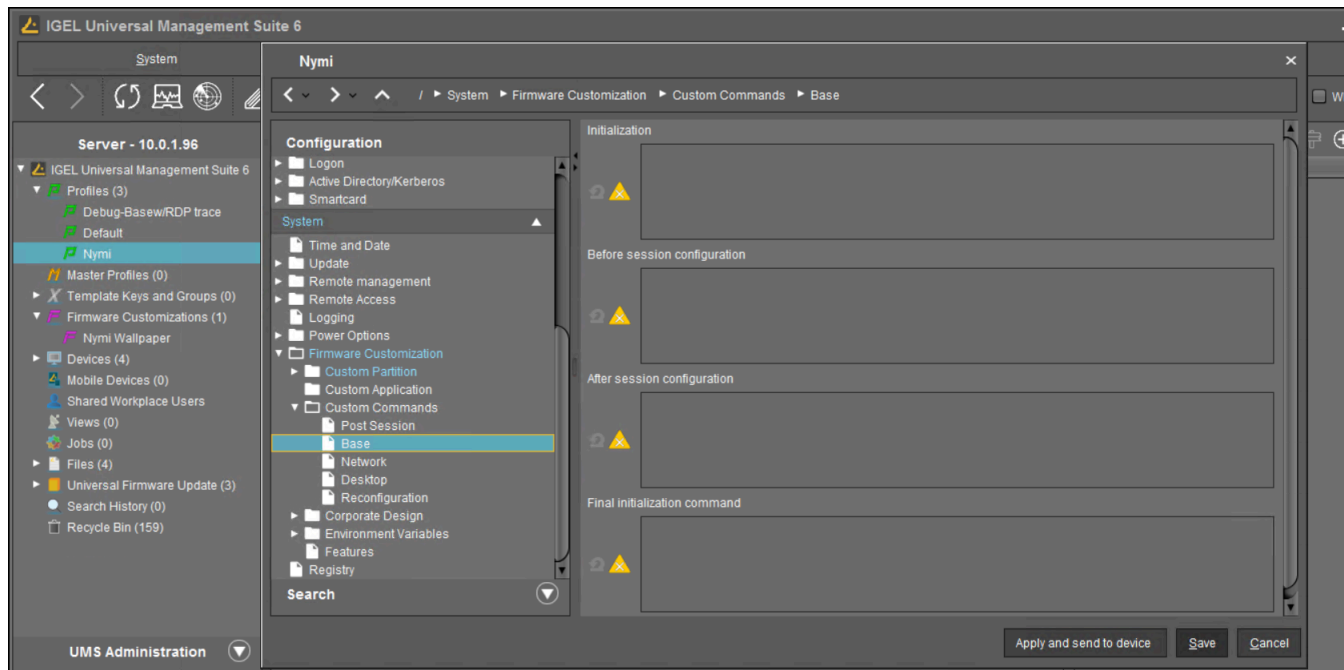 IGEL Universal Management Suite 6
System
Server - 10.0.1.96
IGEL Universal Management Suite 6
Profiles (3)
Debug-Basew/RDP trace
Default
Nymi
Master Profiles (0)
Template Keys and Groups (0)
Firmware Customizations (1)
Nymi Wallpaper
Devices (4)
Mobile Devices (0)
Shared Workplace Users
Views (0)
Jobs (0)
Files (4)
Universal Firmware Update (3)
Search History (0)
Recycle Bin (159)
UMS Administration
Nymi
/ System Firmware Customization Custom Commands Base
Configuration
Logon
Active Directory/Kerberos
Smartcard
System
Time and Date
Update
Remote management
Remote Access
Logging
Power Options
Firmware Customization
Custom Partition
Custom Application
Custom Commands
Post Session
Base
Network
Desktop
Reconfiguration
Corporate Design
Environment Variables
Features
Registry
Search
Initialization
Before session configuration
After session configuration
Final initialization command
Apply and send to device Save Cancel